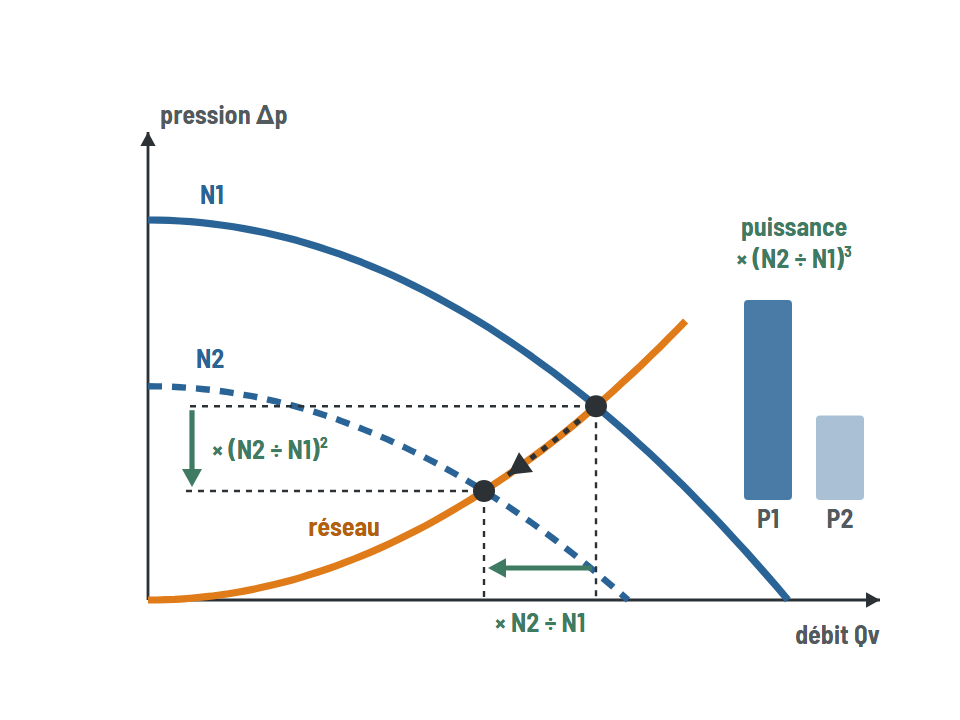 pression Δp
N1
puissance
× (N2 ÷ N1)³
N2
× (N2 ÷ N1)²
réseau
P1
P2
× N2 ÷ N1
débit Qv